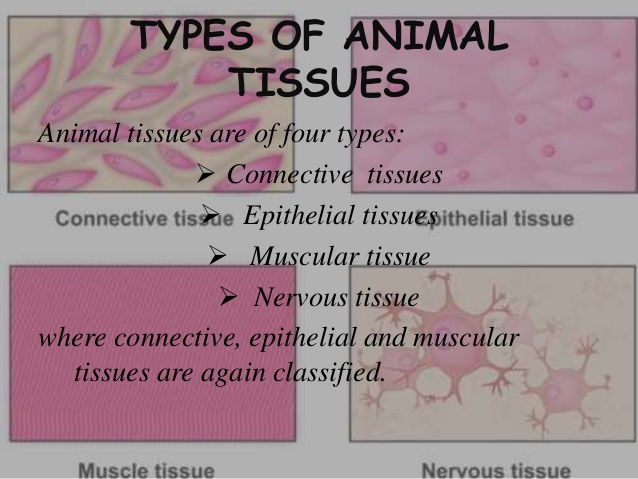 TYPES OF ANIMAL
TISSUES
Animal tissues are of four types:
➢ Connective tissues
➢ Epithelial tissues
➢ Muscular tissue
➢ Nervous tissue
where connective, epithelial and muscular
tissues are again classified.
Connective tissue
Epithelial tissue
Muscle tissue
Nervous tissue